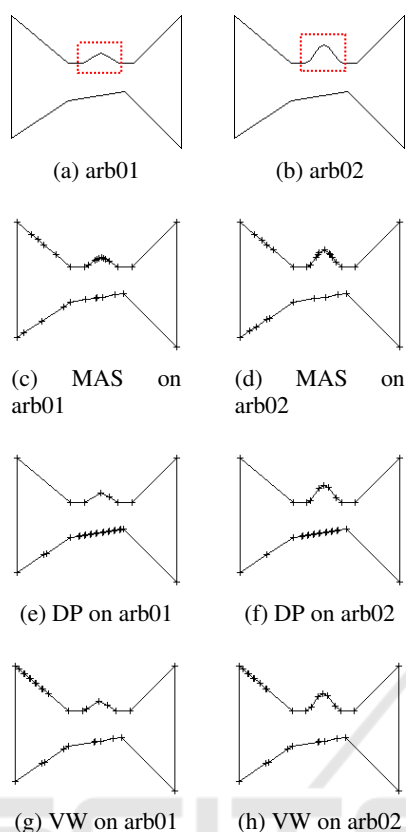 (a) arb01
(b) arb02
(c) MAS on
arb01
(d) MAS on
arb02
(e) DP on arb01
(f) DP on arb02
(g) VW on arb01
(h) VW on arb02